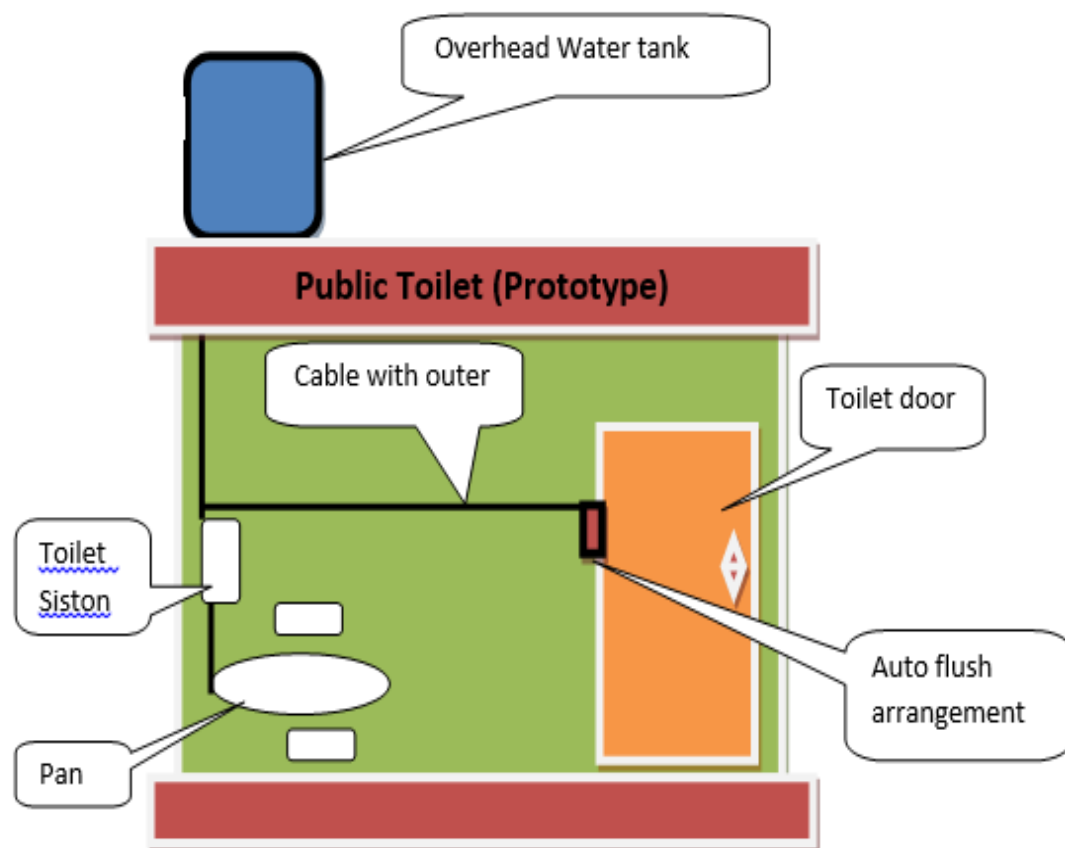 Overhead Water tank
Public Toilet (Prototype)
Cable with outer
Toilet door
Toilet
Siston
Auto flush
arrangement
Pan